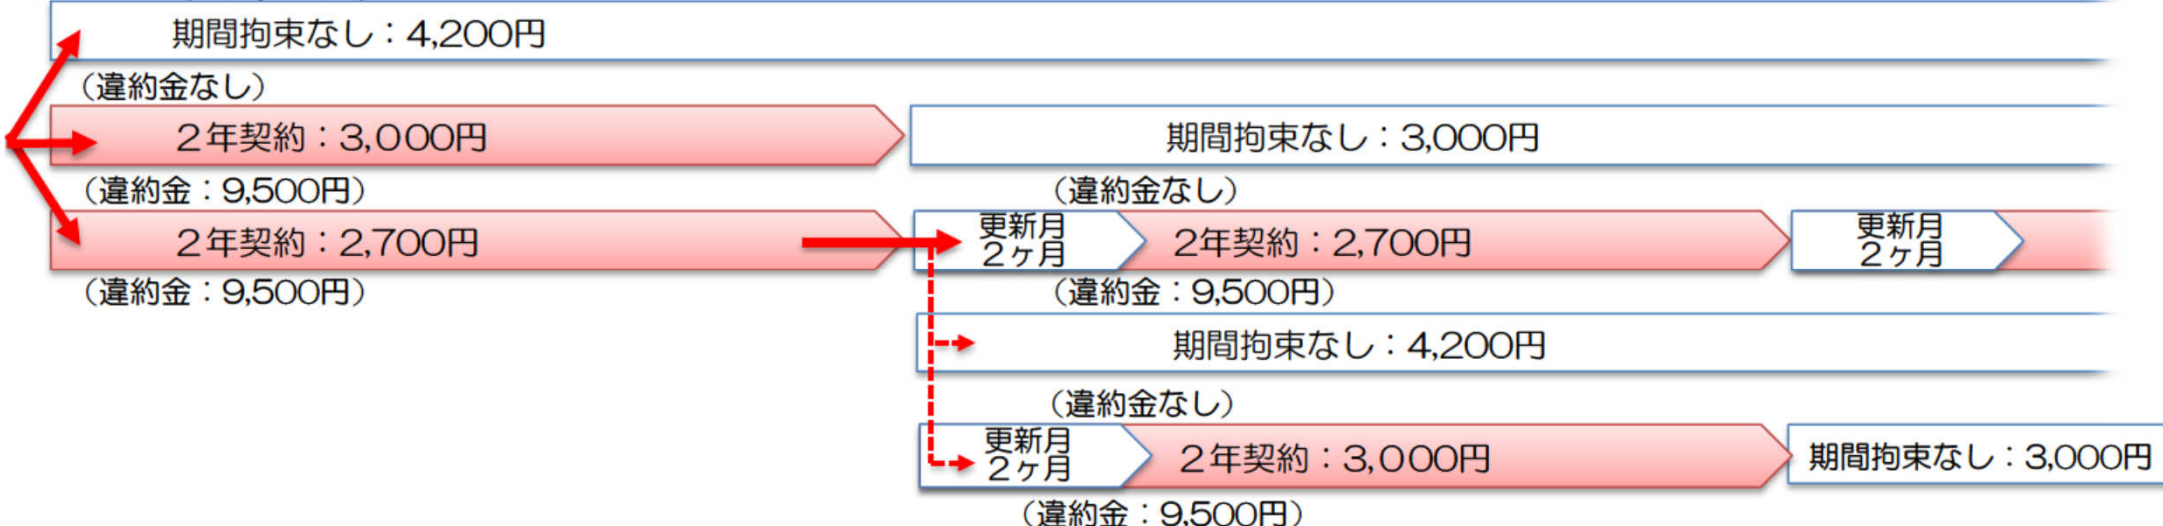 期間拘束なし：4,200円
（違約金なし）
２年契約：3,000円
期間拘束なし：3,000円
（違約金：9,500円）
（違約金なし）
２年契約：2,700円
更新月
２ヶ月
２年契約：2,700円
更新月
２ヶ月
（違約金：9,500円）
（違約金：9,500円）
期間拘束なし：4,200円
（違約金なし）
更新月
２ヶ月
２年契約：3,000円
期間拘束なし：3,000円
（違約金：9,500円）